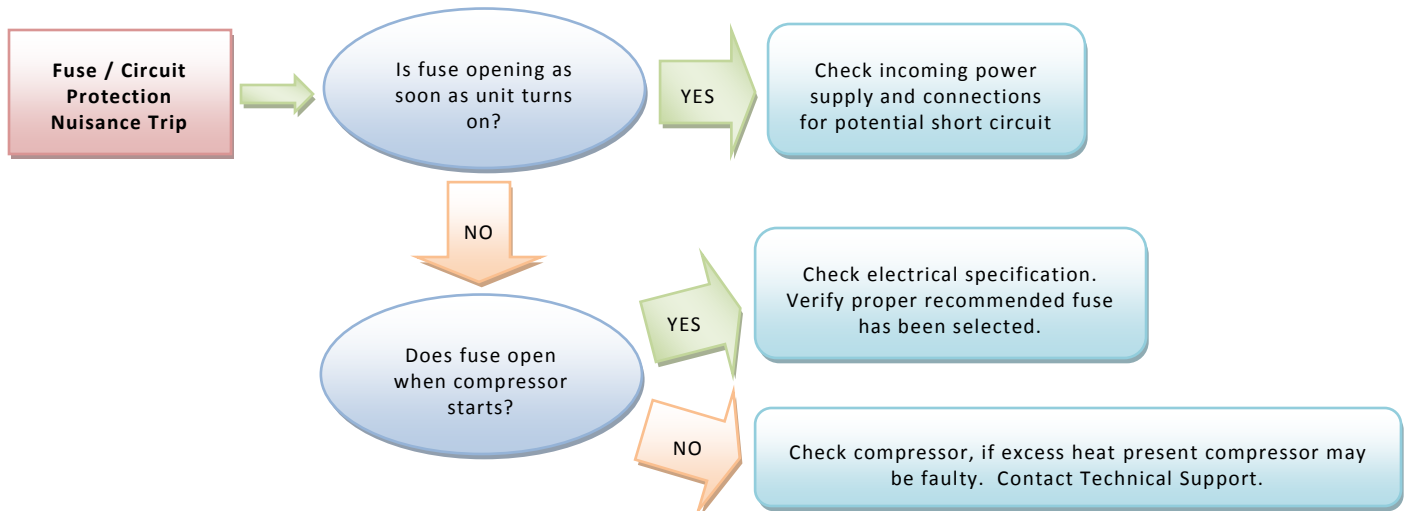 Fuse / Circuit
Protection
Nuisance Trip
Is fuse opening as
soon as unit turns
on?
YES
Check incoming power
supply and connections
for potential short circuit
NO
Does fuse open
when compressor
starts?
YES
Check electrical specification.
Verify proper recommended fuse
has been selected.
NO
Check compressor, if excess heat present compressor may
be faulty.  Contact Technical Support.